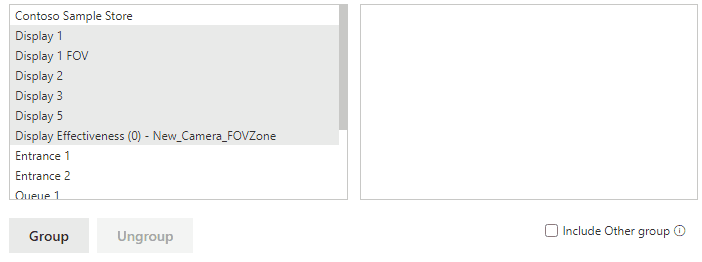 Contoso Sample Store
Display 1
Display 1 FOV
Display 2
Display 3
Display 5
Display Effectiveness (0) - New_Camera_FOVZone
Entrance 1
Entrance 2
Queue 1
Group
Ungroup
Include Other group